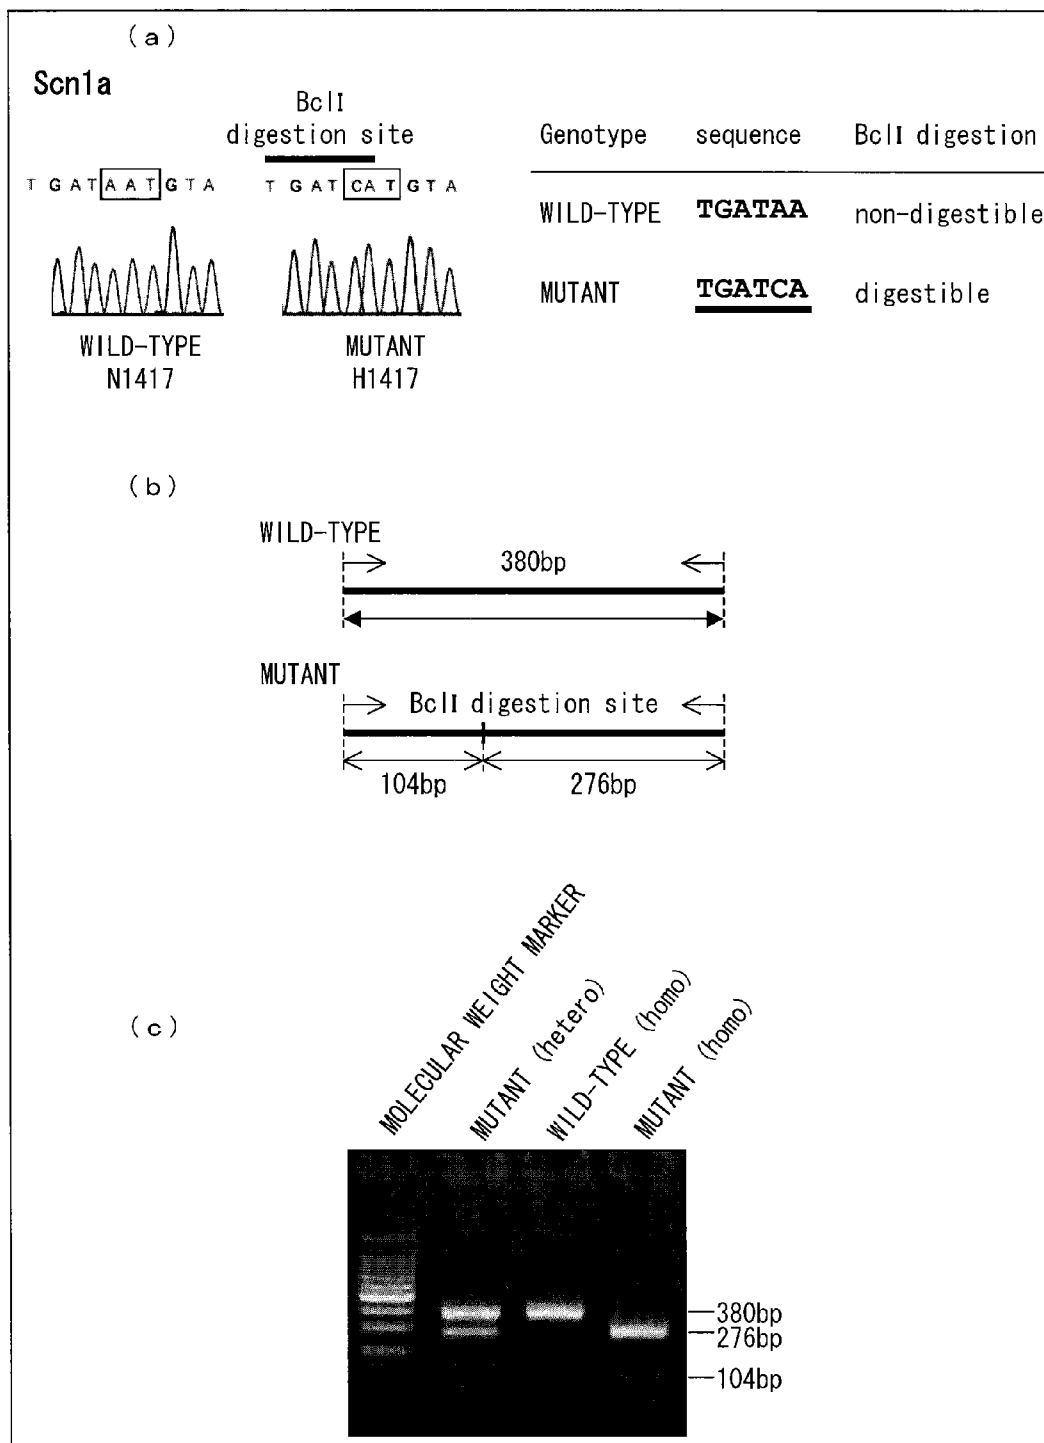 (a)
Scn1a
BclI
digestion site
TGATAATGTA
TGATCATGTA
WILD-TYPE
N1417
MUTANT
H1417
Genotype sequence BclI digestion
WILD-TYPE TGATAA non-digestible
MUTANT TGATCA digestible
(b)
WILD-TYPE
380bp
MUTANT
BclI digestion site
104bp 276bp
(c)
MOLECULAR WEIGHT MARKER
MUTANT (hetero)
WILD-TYPE (homo)
MUTANT (homo)
380bp
276bp
104bp